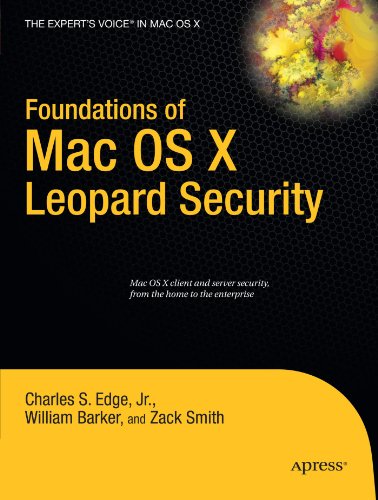 THE EXPERT'S VOICE® IN MAC OS X
Foundations of
Mac OS X
Leopard Security
Mac OS X client and server security,
from the home to the enterprise
Charles S. Edge, Jr.,
William Barker, and Zack Smith
Apress®